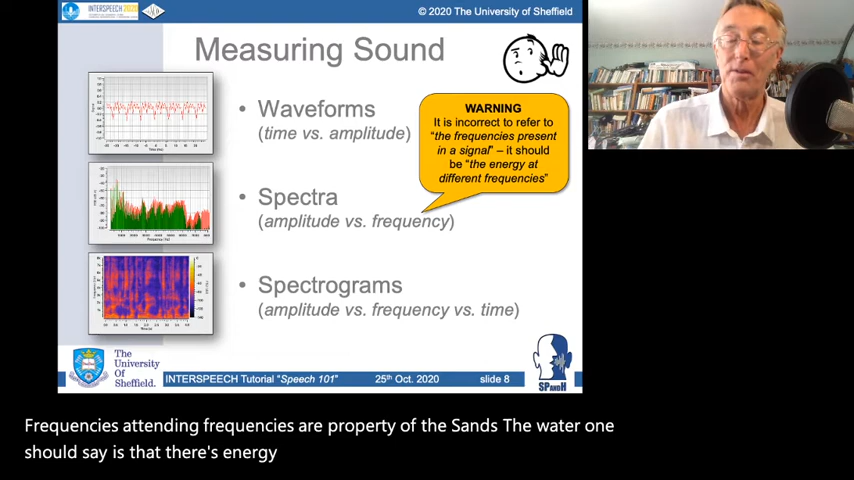 INTERSPEECH 2020
© 2020 The University of Sheffield
Measuring Sound
• Waveforms
(time vs. amplitude)
WARNING
It is incorrect to refer to
“the frequencies present
in a signal” – it should
be “the energy at
different frequencies”
• Spectra
(amplitude vs. frequency)
• Spectrograms
(amplitude vs. frequency vs. time)
The
University
Of
Sheffield.
INTERSPEECH Tutorial “Speech 101”
25th Oct. 2020
slide 8
SPandH
Frequencies attending frequencies are property of the Sands The water one
should say is that there's energy